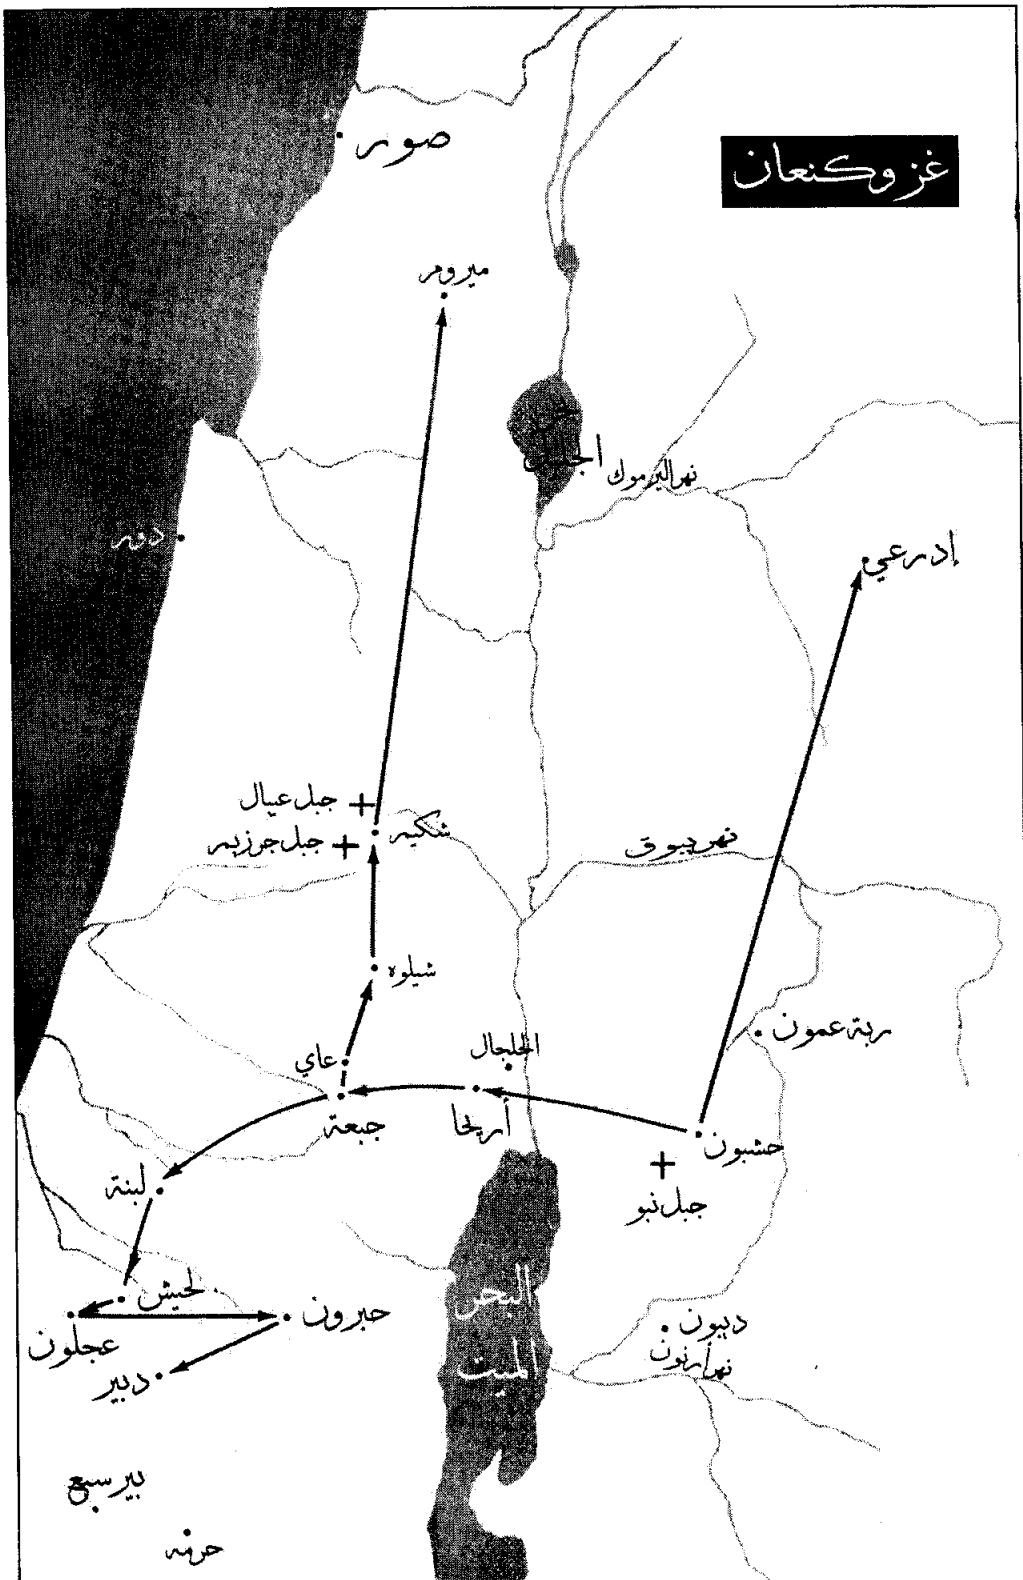 غزو كنعان
صور
ميروم
بحر
الجليل
نهر اليرموك
دور
إدرعي
جبل عيبال
شكيم
جبل جرزيم
نهر يبوق
شيلوه
ربة عمون
الجلجال
عاي
أريحا
جبعة
حشبون
جبل نبو
لبنة
لخيش
البحر
الميت
حبرون
ديبون
نهر أرنون
عجلون
دبير
بير سبع
حرمه